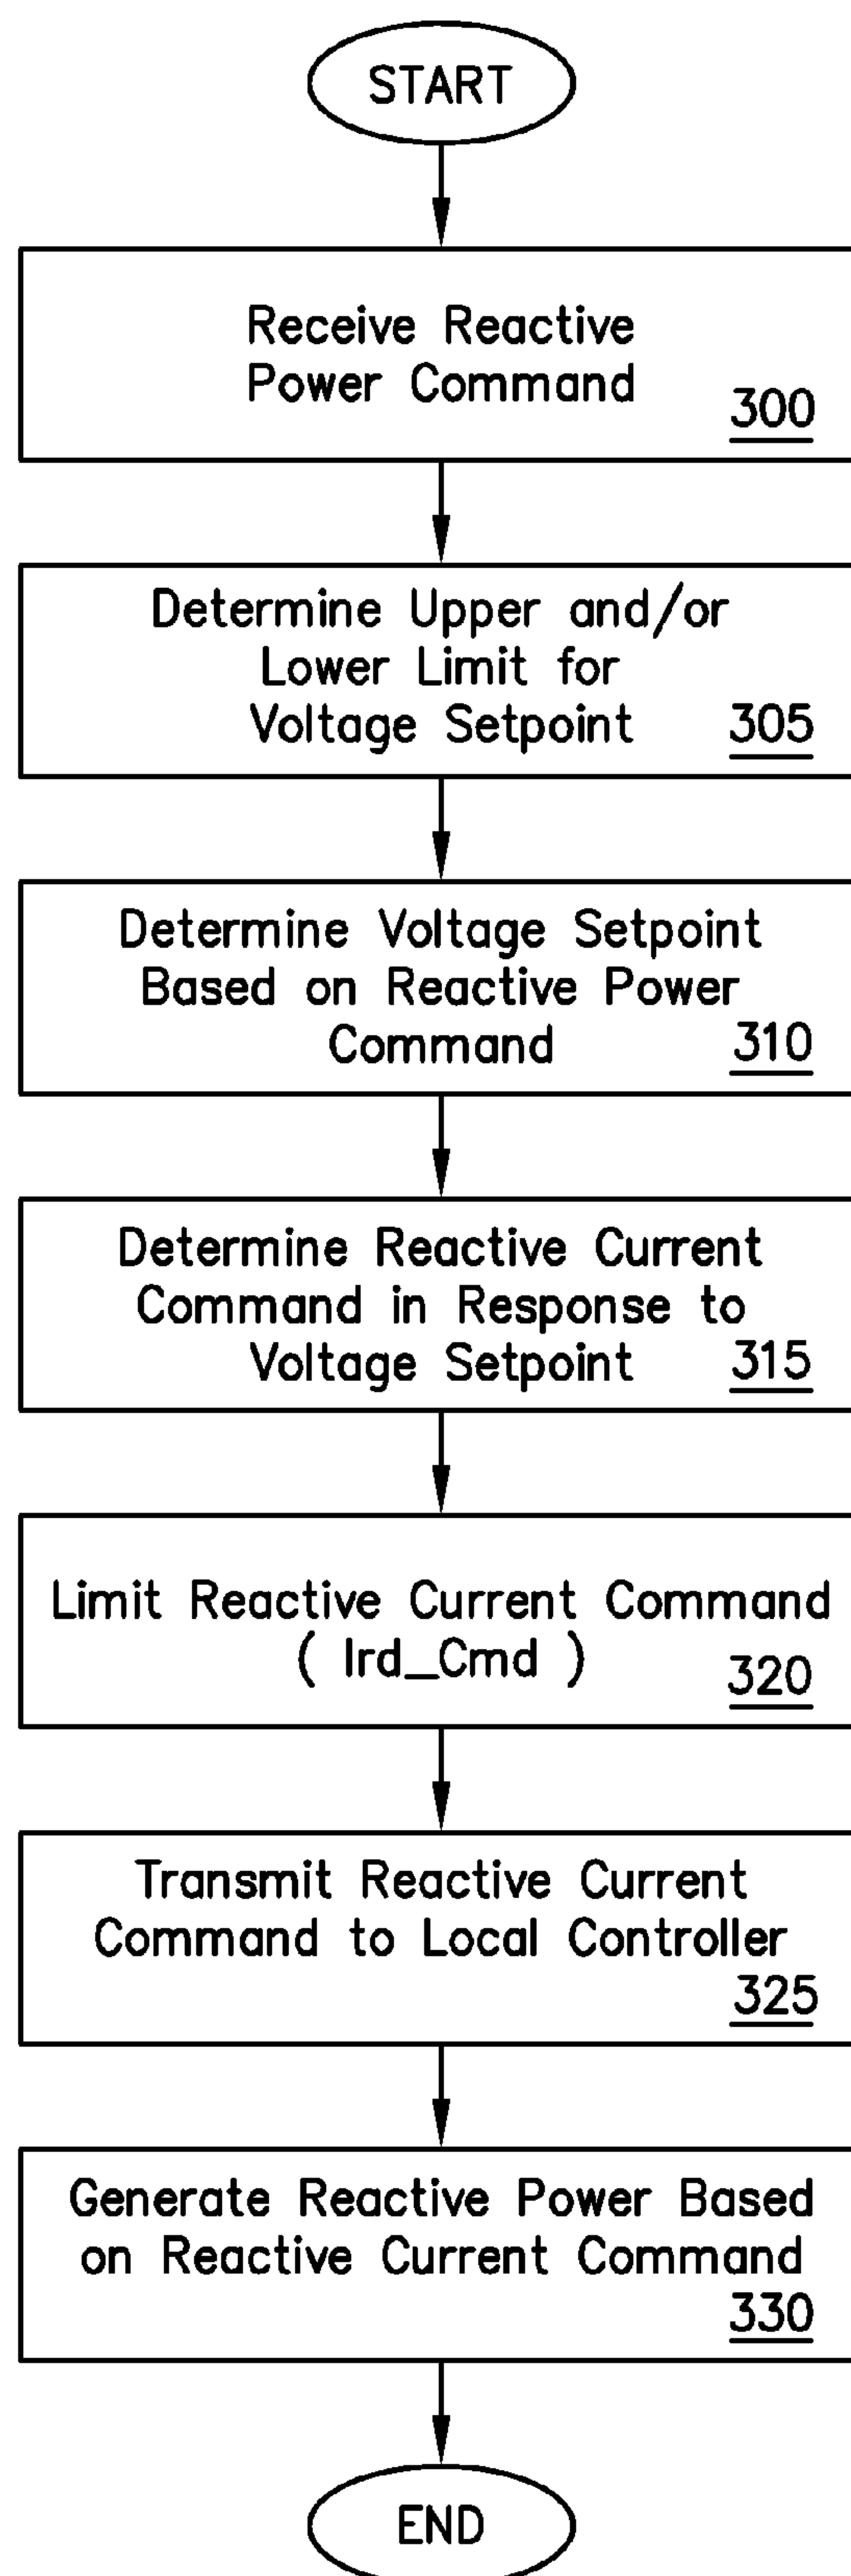 START
Receive Reactive
Power Command
300
Determine Upper and/or
Lower Limit for
Voltage Setpoint 305
Determine Voltage Setpoint
Based on Reactive Power
Command 310
Determine Reactive Current
Command in Response to
Voltage Setpoint 315
Limit Reactive Current Command
( Ird_Cmd )
320
Transmit Reactive Current
Command to Local Controller
325
Generate Reactive Power Based
on Reactive Current Command
330
END